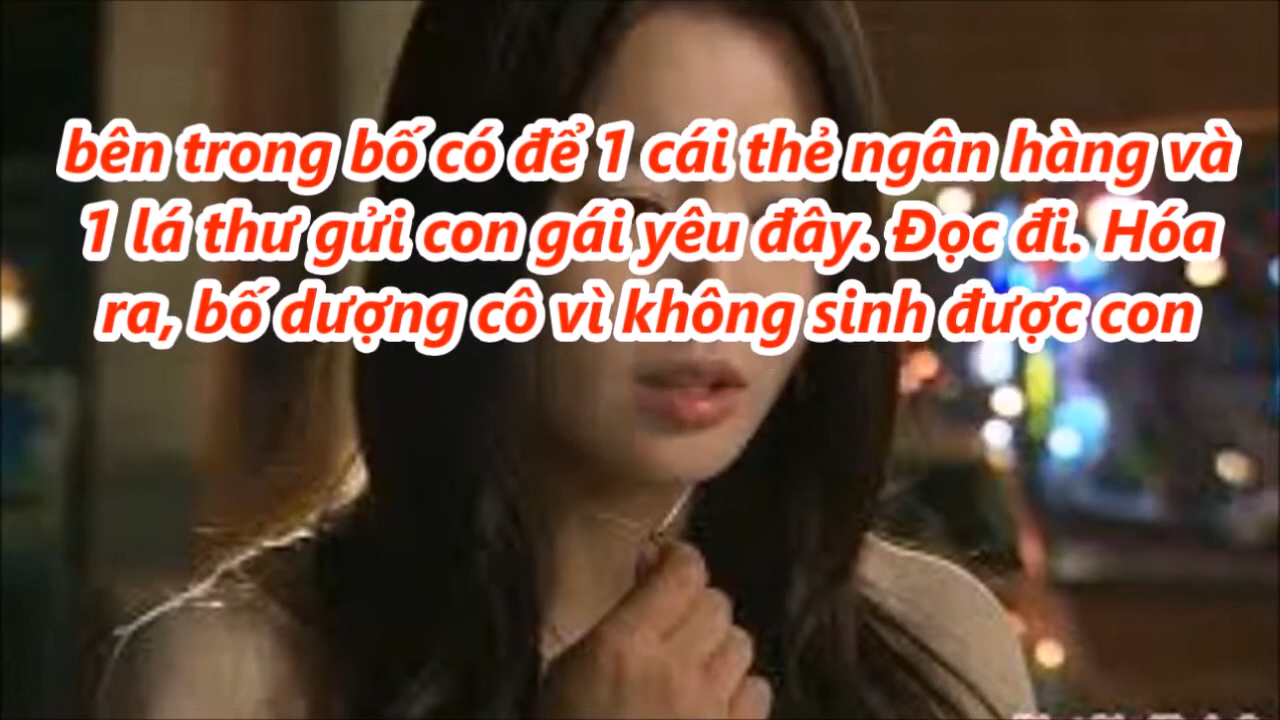 bên trong bố có để 1 cái thẻ ngân hàng và
1 lá thư gửi con gái yêu đây. Đọc đi. Hóa
ra, bố dượng cô vì không sinh được con